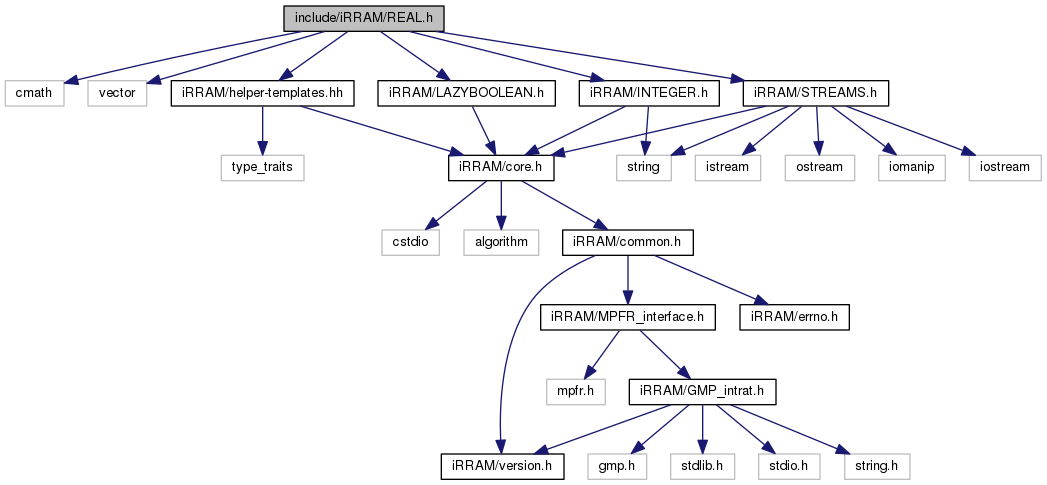 include/iRRAM/REAL.h
cmath
vector
iRRAM/helper-templates.hh
iRRAM/LAZYBOOLEAN.h
iRRAM/INTEGER.h
iRRAM/STREAMS.h
type_traits
iRRAM/core.h
string
istream
ostream
iomanip
iostream
cstdio
algorithm
iRRAM/common.h
iRRAM/MPFR_interface.h
iRRAM/errno.h
mpfr.h
iRRAM/GMP_intrat.h
iRRAM/version.h
gmp.h
stdlib.h
stdio.h
string.h